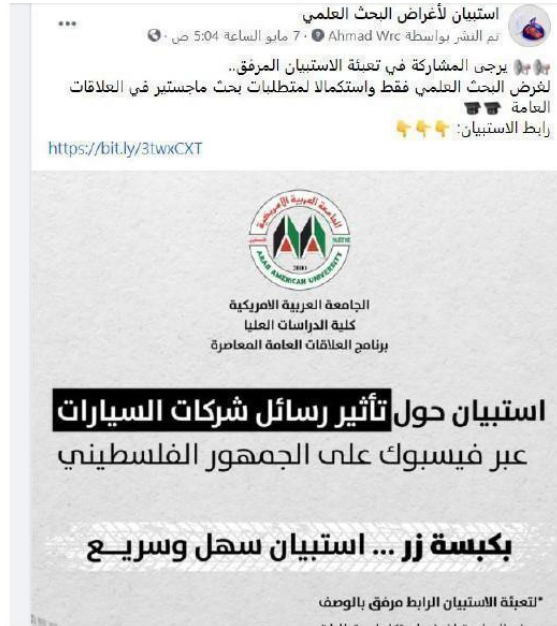 استبيان لأغراض البحث العلمي
تم النشر بواسطة Ahmad Wrc · 7 مايو الساعة 5:04 ص ·
يرجى المشاركة في تعبئة الاستبيان المرفق..
لغرض البحث العلمي فقط واستكمالا لمتطلبات بحث ماجستير في العلاقات
العامة
رابط الاستبيان:
https://bit.ly/3twxCXT
الجامعة العربية الامريكية
ARAB AMERICAN UNIVERSITY
2000
الجامعة العربية الامريكية
كلية الدراسات العليا
برنامج العلاقات العامة المعاصرة
استبيان حول تأثير رسائل شركات السيارات
عبر فيسبوك على الجمهور الفلسطيني
بكبسة زر ... استبيان سهل وسريــع
*لتعبئة الاستبيان الرابط مرفق بالوصف